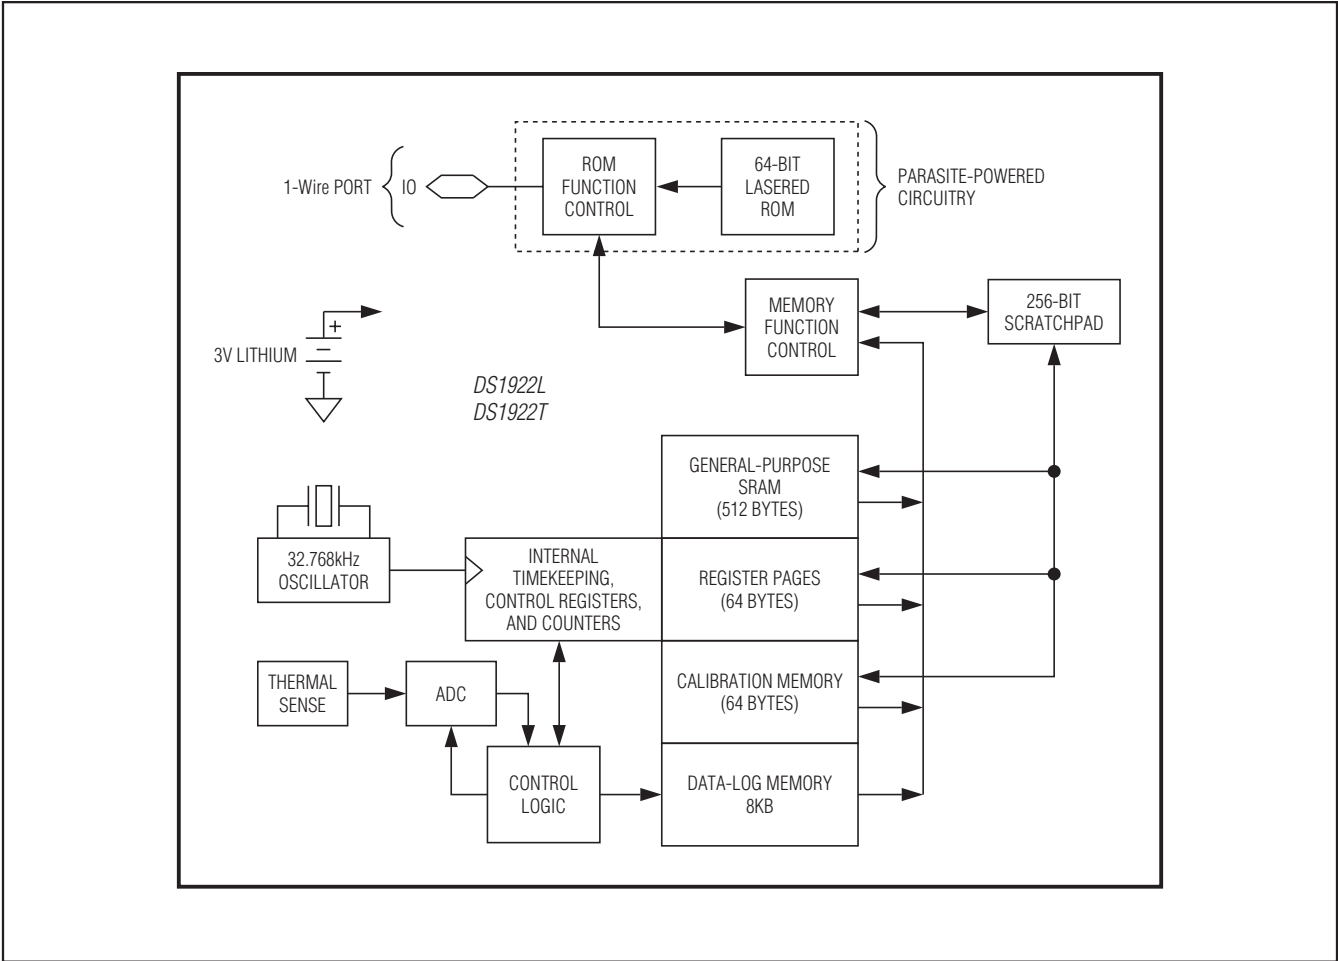 ROM
FUNCTION
CONTROL
64-BIT
LASERED
ROM
1-Wire PORT
IO
PARASITE-POWERED
CIRCUITRY
MEMORY
FUNCTION
CONTROL
256-BIT
SCRATCHPAD
+
3V LITHIUM
DS1922L
DS1922T
GENERAL-PURPOSE
SRAM
(512 BYTES)
32.768kHz
OSCILLATOR
INTERNAL
TIMEKEEPING,
CONTROL REGISTERS,
AND COUNTERS
REGISTER PAGES
(64 BYTES)
THERMAL
SENSE
ADC
CALIBRATION MEMORY
(64 BYTES)
CONTROL
LOGIC
DATA-LOG MEMORY
8KB